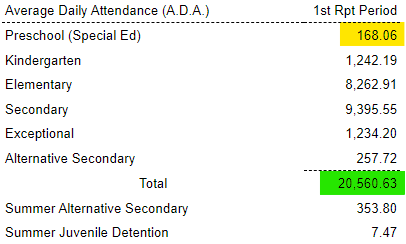 Average Daily Attendance (A.D.A.) 1st Rpt Period
Preschool (Special Ed) 168.06
Kindergarten 1,242.19
Elementary 8,262.91
Secondary 9,395.55
Exceptional 1,234.20
Alternative Secondary 257.72
Total 20,560.63
Summer Alternative Secondary 353.80
Summer Juvenile Detention 7.47